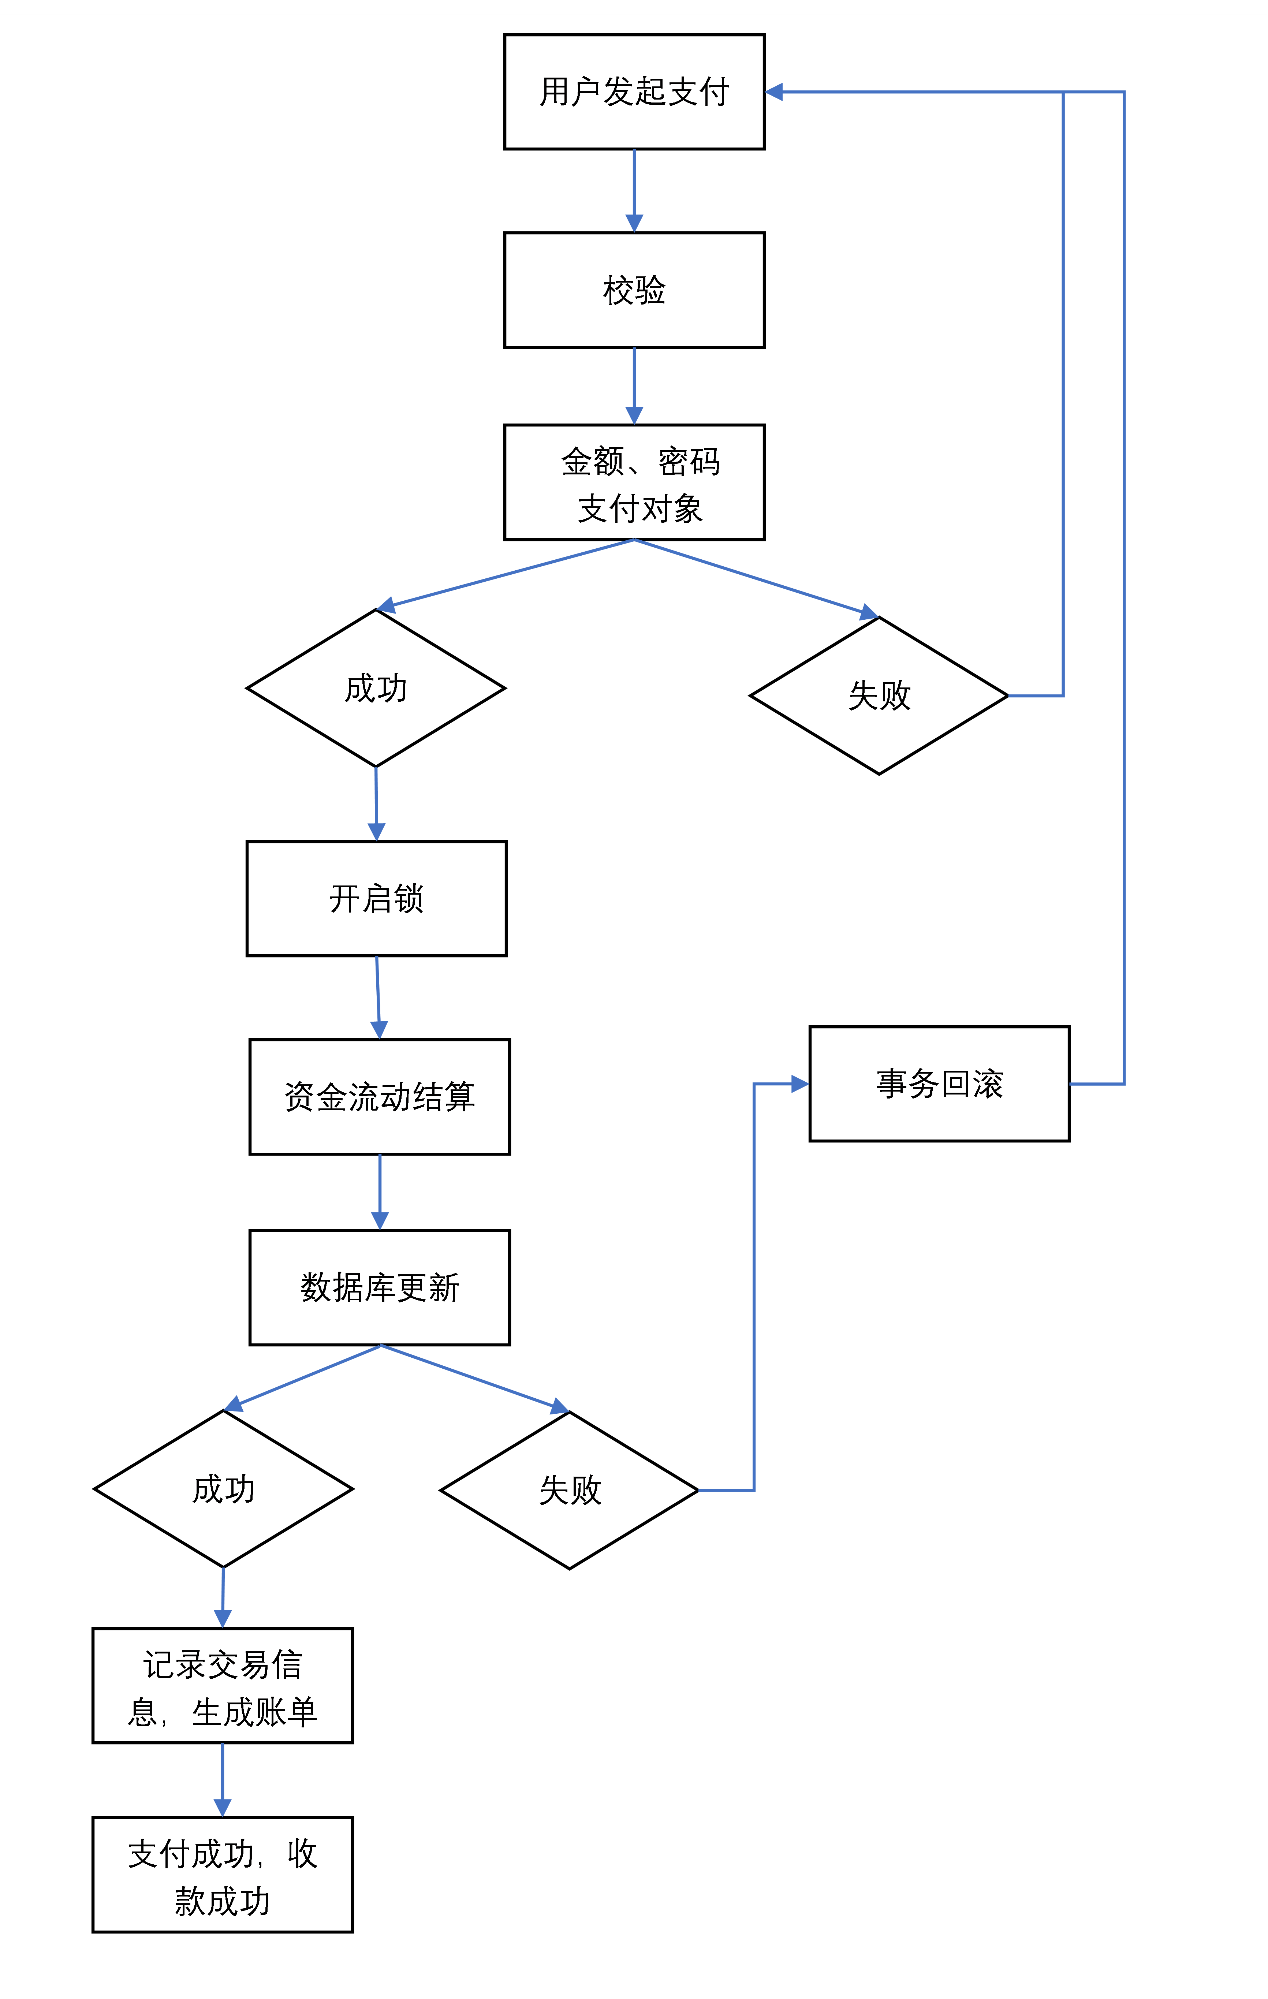 用户发起支付
校验
金额、密码
支付对象
成功
失败
开启锁
资金流动结算
事务回滚
数据库更新
成功
失败
记录交易信
息，生成账单
支付成功，收
款成功